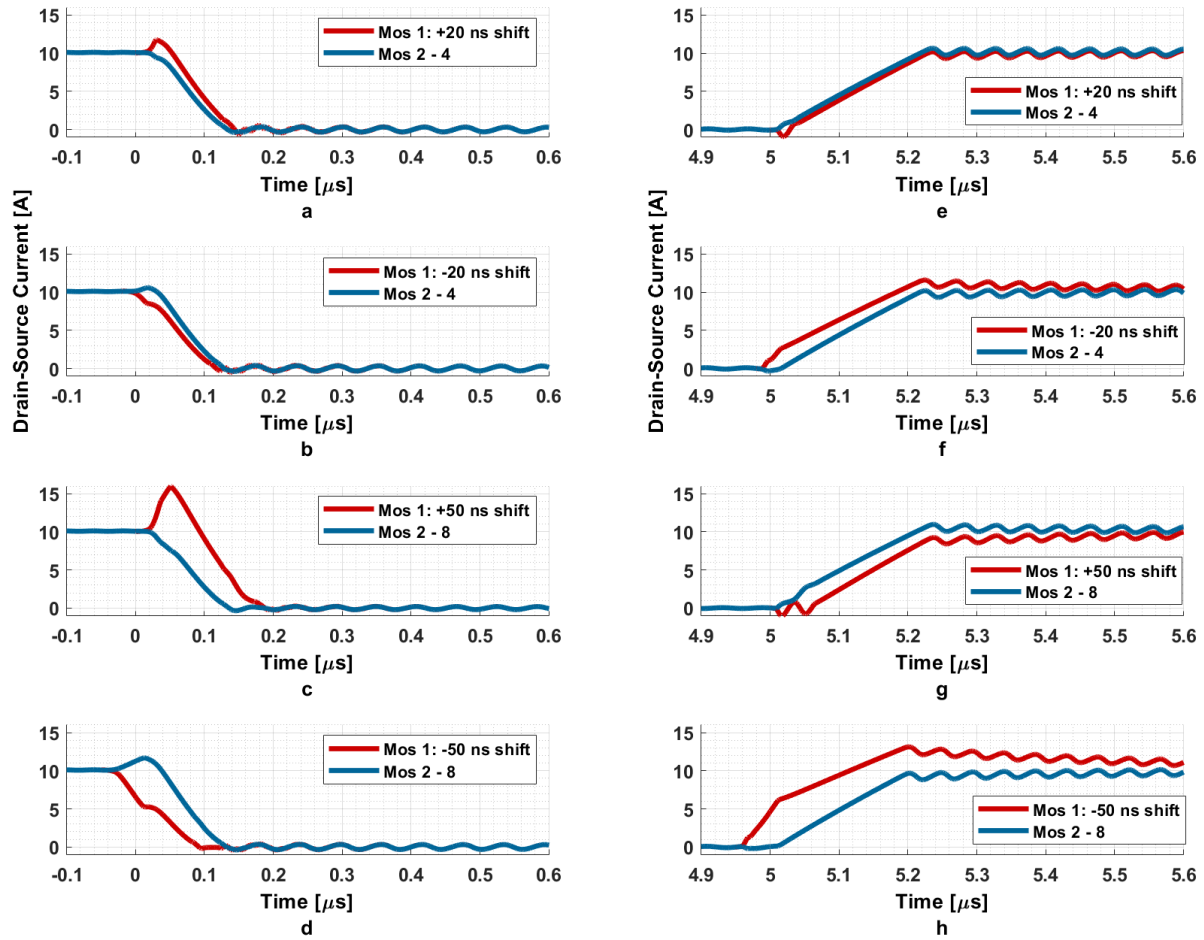 15
10
5
0
Mos 1: +20 ns shift
Mos 2 - 4
-0.1 0 0.1 0.2 0.3 0.4 0.5 0.6
Time [μs]
a
15
10
5
0
Mos 1: +20 ns shift
Mos 2 - 4
4.9 5 5.1 5.2 5.3 5.4 5.5 5.6
Time [μs]
e
Drain-Source Current [A]
Drain-Source Current [A]
15
10
5
0
Mos 1: -20 ns shift
Mos 2 - 4
-0.1 0 0.1 0.2 0.3 0.4 0.5 0.6
Time [μs]
b
15
10
5
0
Mos 1: -20 ns shift
Mos 2 - 4
4.9 5 5.1 5.2 5.3 5.4 5.5 5.6
Time [μs]
f
15
10
5
0
Mos 1: +50 ns shift
Mos 2 - 8
-0.1 0 0.1 0.2 0.3 0.4 0.5 0.6
Time [μs]
c
15
10
5
0
Mos 1: +50 ns shift
Mos 2 - 8
4.9 5 5.1 5.2 5.3 5.4 5.5 5.6
Time [μs]
g
15
10
5
0
Mos 1: -50 ns shift
Mos 2 - 8
-0.1 0 0.1 0.2 0.3 0.4 0.5 0.6
Time [μs]
d
15
10
5
0
Mos 1: -50 ns shift
Mos 2 - 8
4.9 5 5.1 5.2 5.3 5.4 5.5 5.6
Time [μs]
h